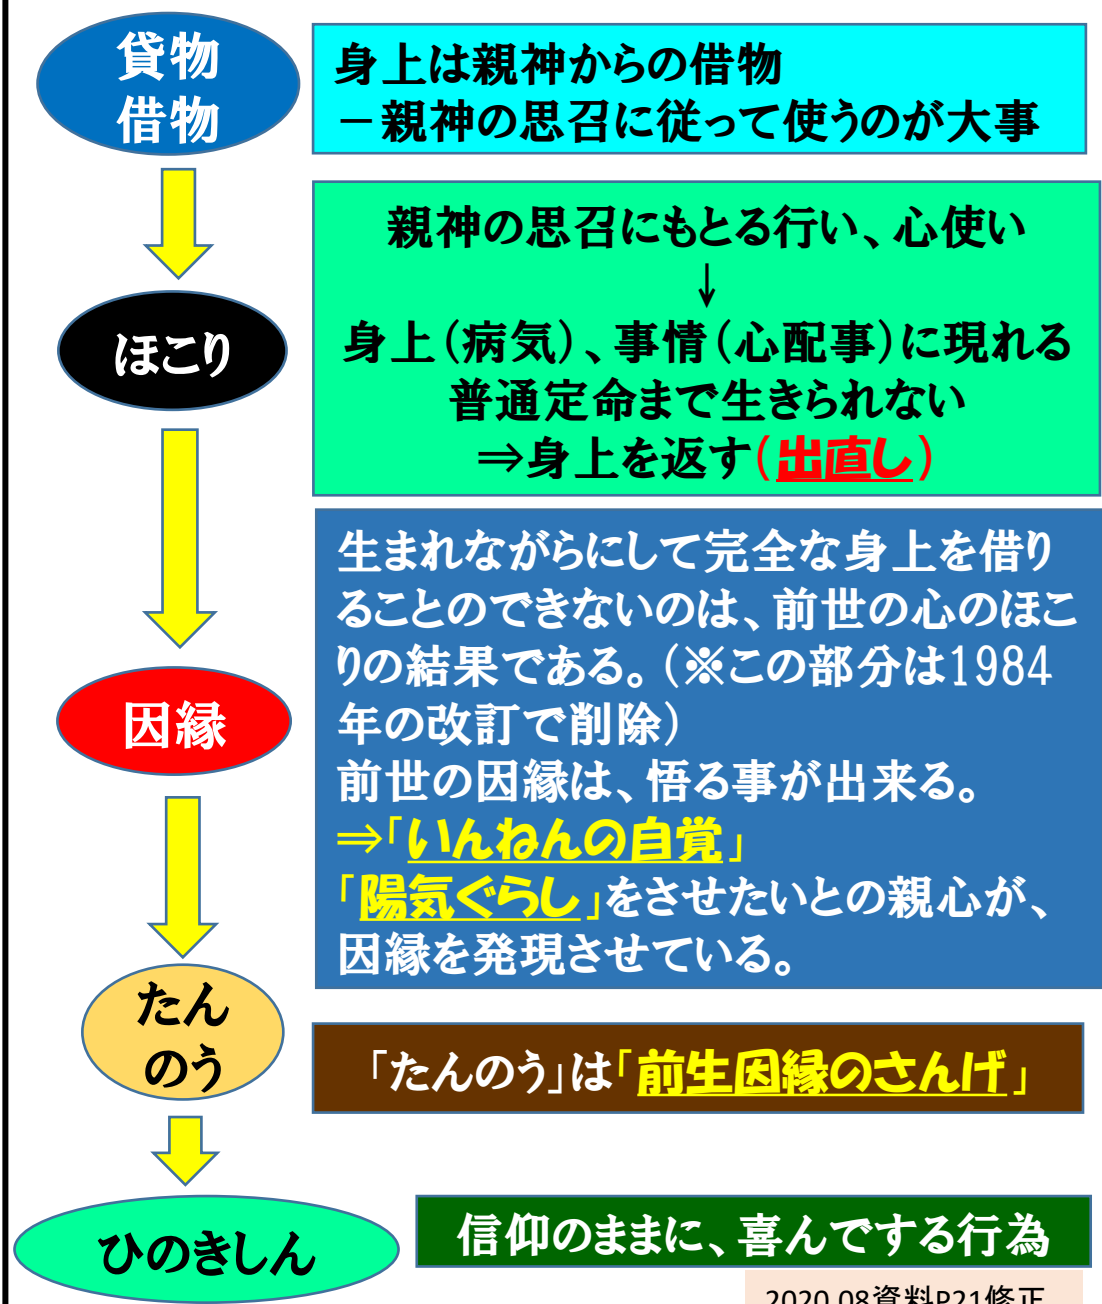 貸物
借物
身上は親神からの借物
－親神の思召に従って使うのが大事
親神の思召にもとる行い、心使い
↓
ほこり
身上（病気）、事情（心配事）に現れる
普通定命まで生きられない
⇒身上を返す（出直し）
生まれながらにして完全な身上を借り
ることのできないのは、前世の心のほこ
りの結果である。（※この部分は1984
年の改訂で削除）
因縁
前世の因縁は、悟る事が出来る。
⇒「いんねんの自覚」
「陽気ぐらし」をさせたいとの親心が、
因縁を発現させている。
たん
のう
「たんのう」は「前生因縁のさんげ」
ひのきしん
信仰のままに、喜んでする行為
2020.08資料P21修正